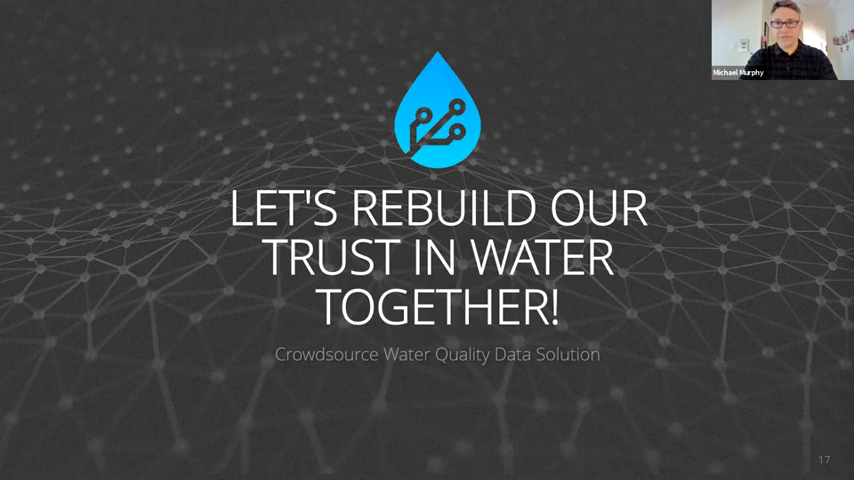 Michael Murphy
LET'S REBUILD OUR
TRUST IN WATER
TOGETHER!
Crowdsource Water Quality Data Solution
17